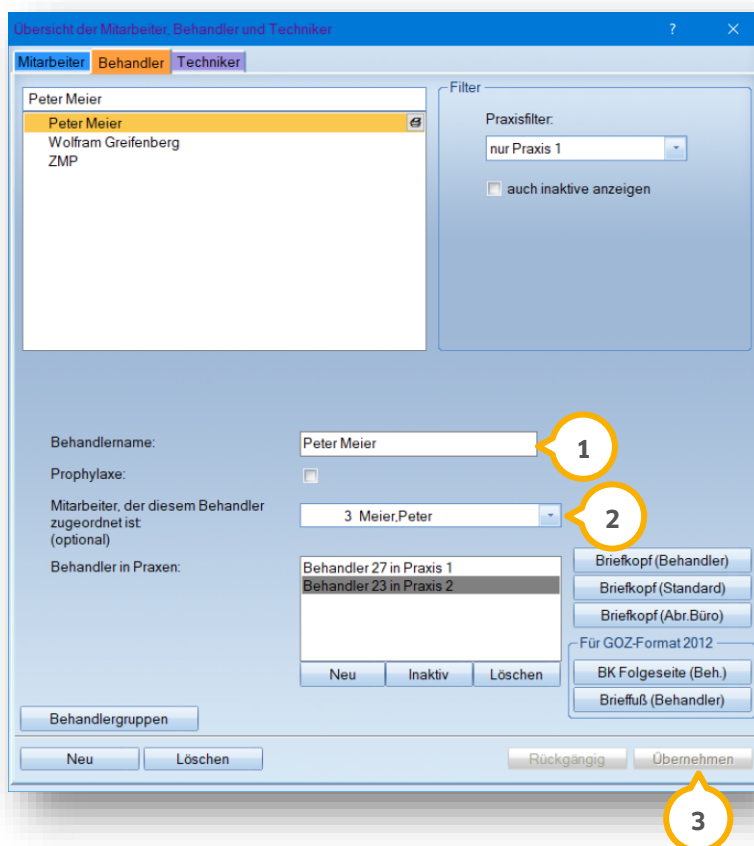 Übersicht der Mitarbeiter, Behandler und Techniker ?
Mitarbeiter Behandler Techniker
Peter Meier
Peter Meier
Wolfram Greifenberg
ZMP
Filter
Praxisfilter:
nur Praxis 1
auch inaktive anzeigen
Behandlername:
Peter Meier
1
Prophylaxe:
Mitarbeiter, der diesem Behandler
zugeordnet ist:
(optional)
3 Meier,Peter
2
Behandler in Praxen:
Behandler 27 in Praxis 1
Behandler 23 in Praxis 2
Neu Inaktiv Löschen
Briefkopf (Behandler)
Briefkopf (Standard)
Briefkopf (Abr.Büro)
Für GOZ-Format 2012
BK Folgeseite (Beh.)
Brieffuß (Behandler)
Behandlergruppen
Neu Löschen Rückgängig Übernehmen
3